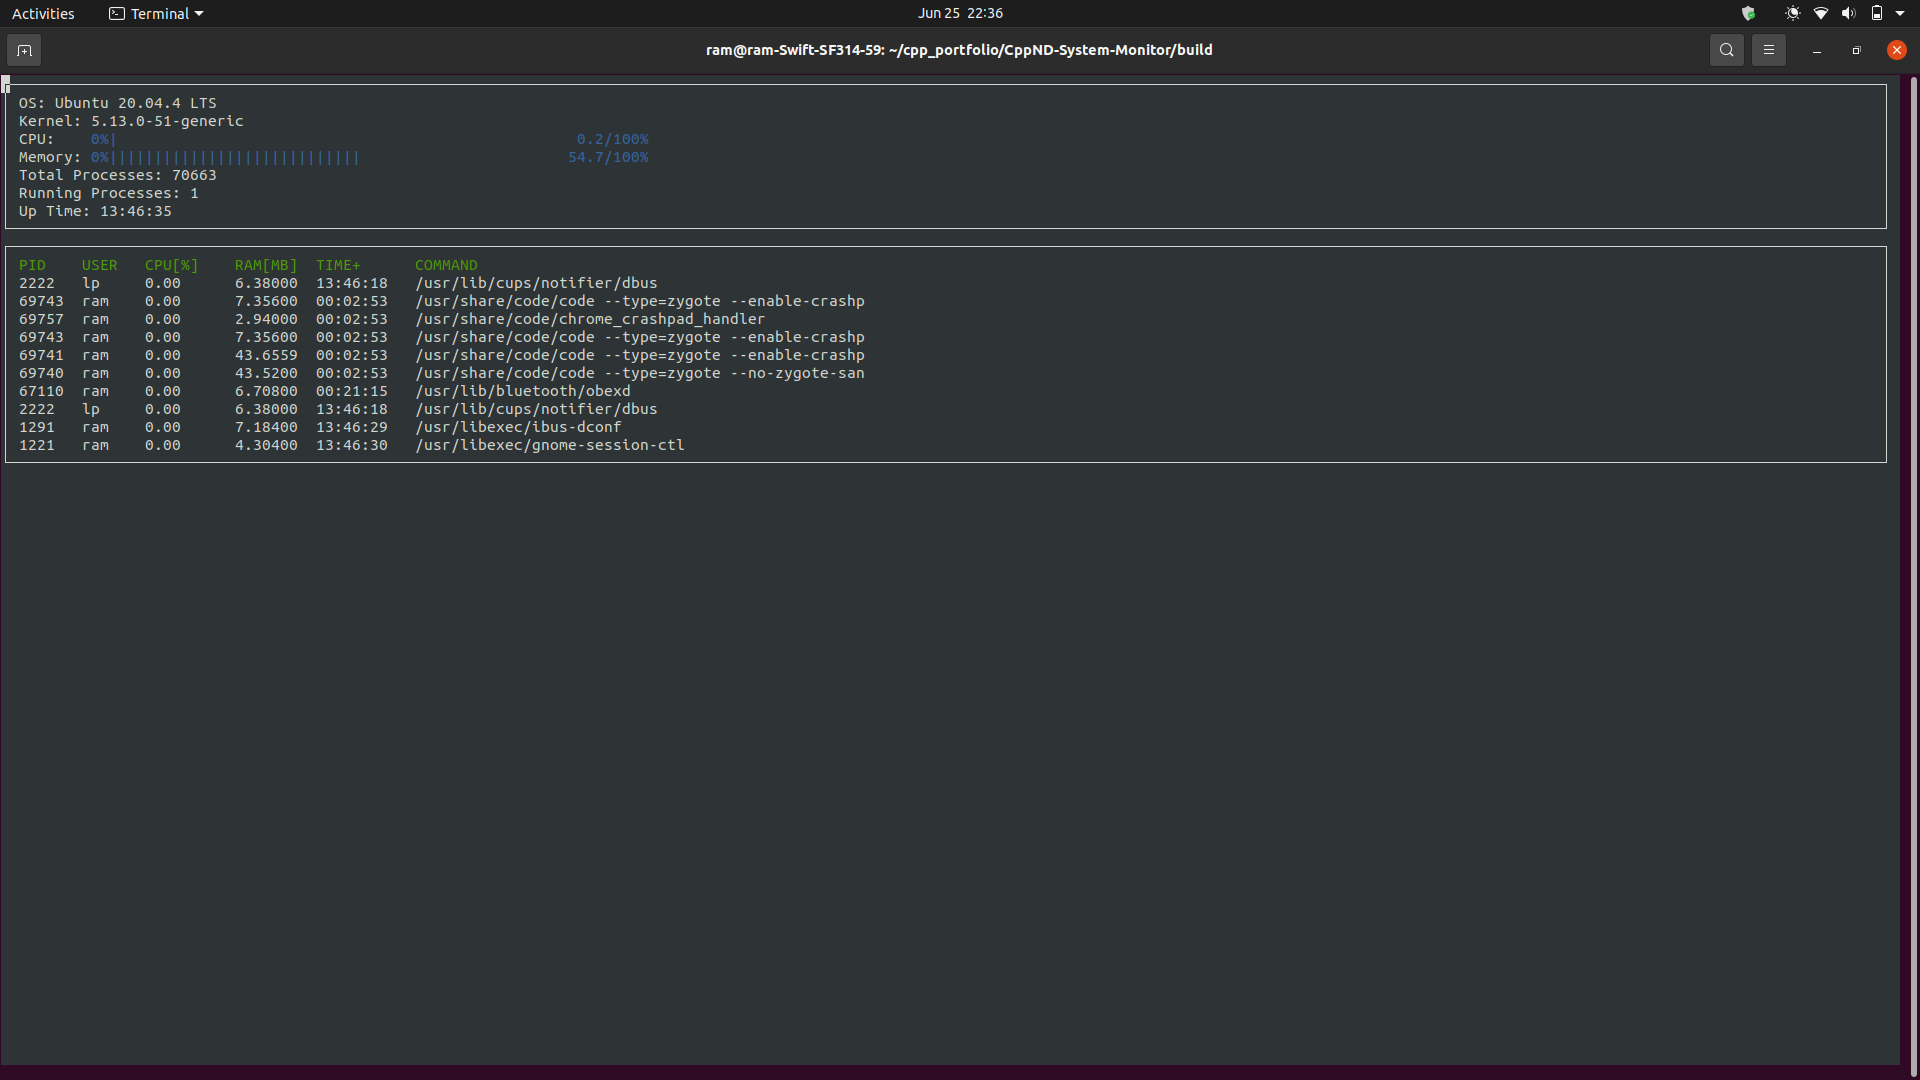 Activities Terminal Jun 25 22:36
ram@ram-Swift-SF314-59: ~/cpp_portfolio/CppND-System-Monitor/build
OS: Ubuntu 20.04.4 LTS
Kernel: 5.13.0-51-generic
CPU: 0%| 0.2/100%
Memory: 0%|||||||||||||||||||||||||||| 54.7/100%
Total Processes: 70663
Running Processes: 1
Up Time: 13:46:35
PID USER CPU[%] RAM[MB] TIME+ COMMAND
2222 lp 0.00 6.38000 13:46:18 /usr/lib/cups/notifier/dbus
69743 ram 0.00 7.35600 00:02:53 /usr/share/code/code --type=zygote --enable-crashp
69757 ram 0.00 2.94000 00:02:53 /usr/share/code/chrome_crashpad_handler
69743 ram 0.00 7.35600 00:02:53 /usr/share/code/code --type=zygote --enable-crashp
69741 ram 0.00 43.6559 00:02:53 /usr/share/code/code --type=zygote --enable-crashp
69740 ram 0.00 43.5200 00:02:53 /usr/share/code/code --type=zygote --no-zygote-san
67110 ram 0.00 6.70800 00:21:15 /usr/lib/bluetooth/obexd
2222 lp 0.00 6.38000 13:46:18 /usr/lib/cups/notifier/dbus
1291 ram 0.00 7.18400 13:46:29 /usr/libexec/ibus-dconf
1221 ram 0.00 4.30400 13:46:30 /usr/libexec/gnome-session-ctl